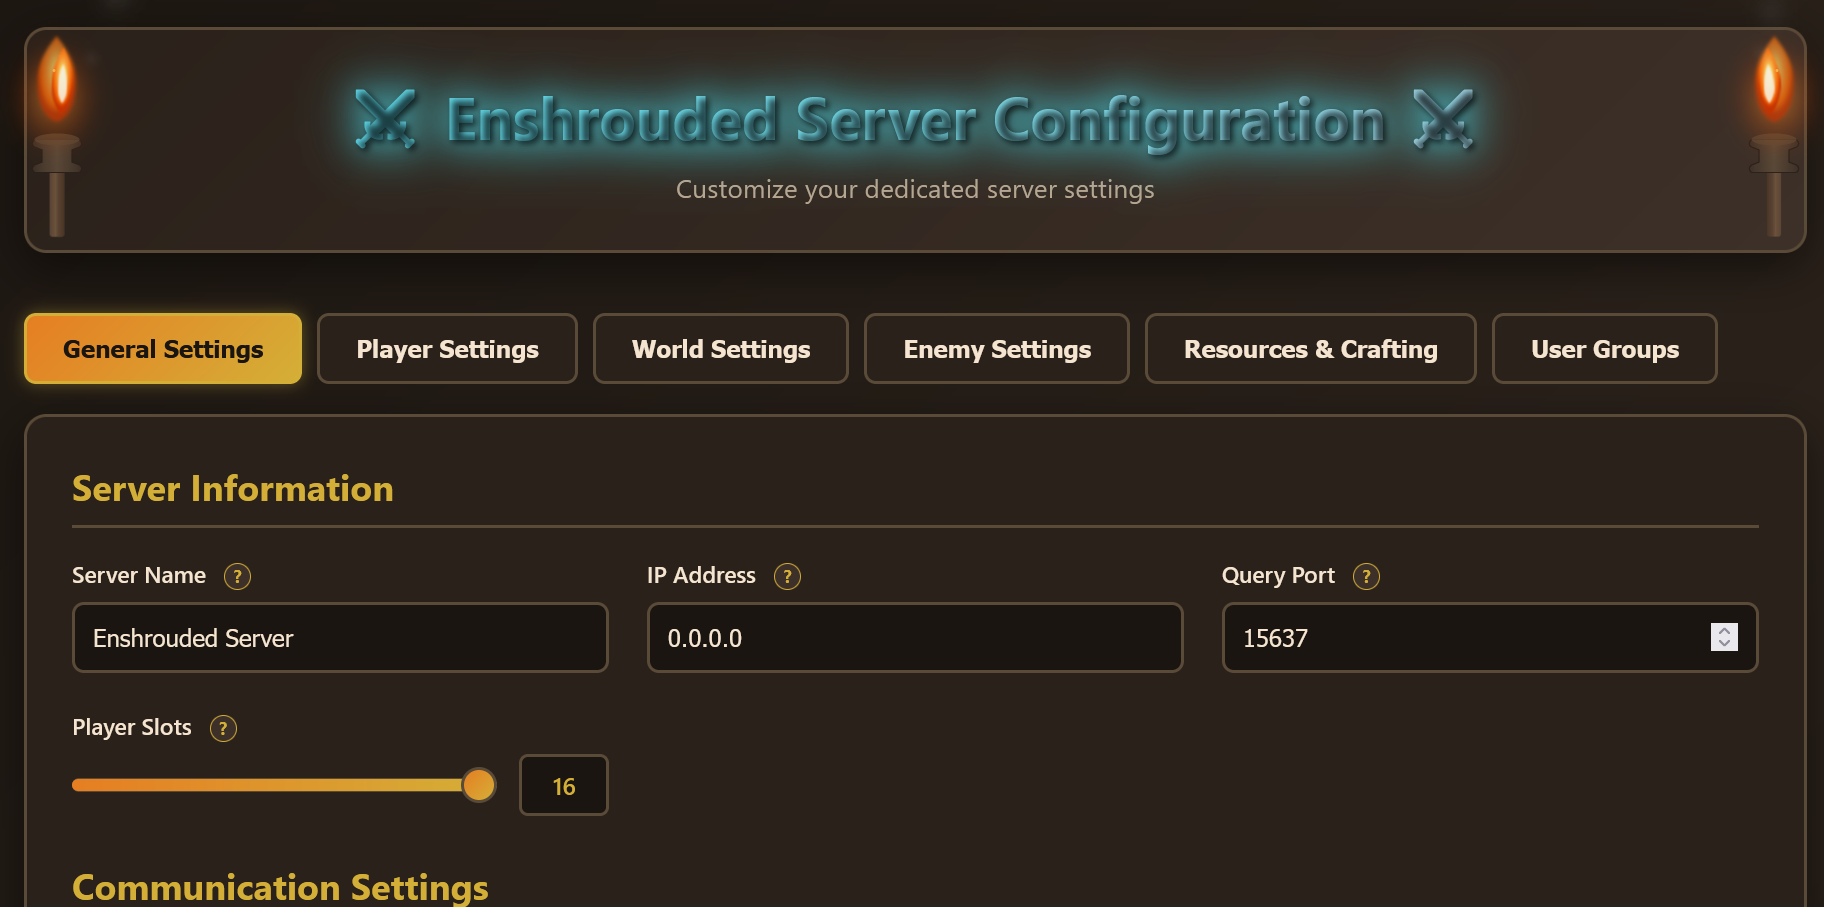 ⚔ Enshrouded Server Configuration ⚔
Customize your dedicated server settings
General Settings Player Settings World Settings Enemy Settings Resources & Crafting User Groups
Server Information
Server Name ? IP Address ? Query Port ?
Enshrouded Server 0.0.0.0 15637
Player Slots ?
16
Communication Settings